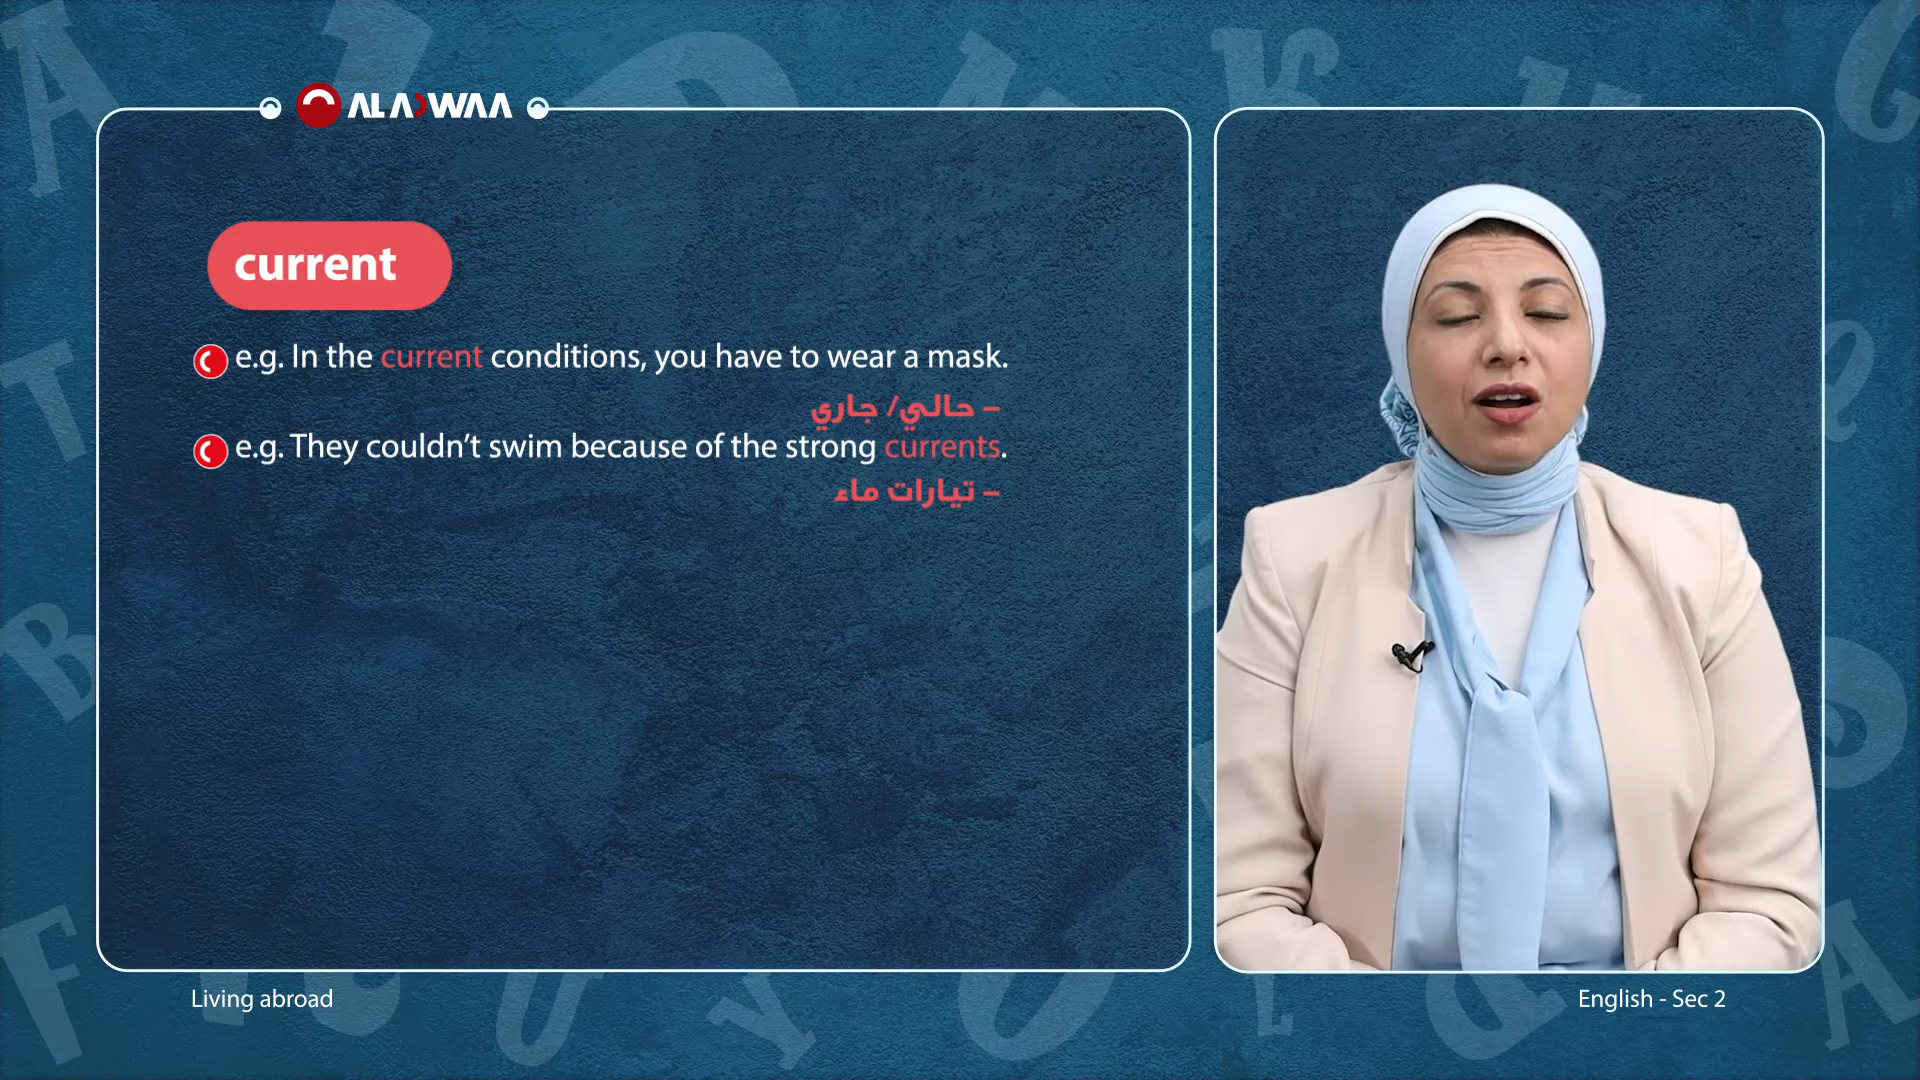 ALADWAA
current
e.g. In the current conditions, you have to wear a mask.
– حالي/ جاري
e.g. They couldn’t swim because of the strong currents.
– تيارات ماء
Living abroad
English - Sec 2